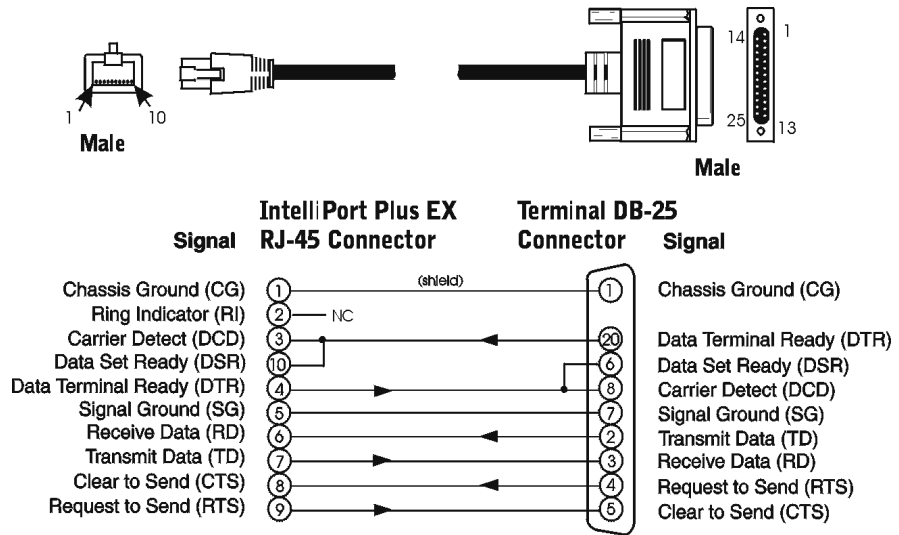 14 1
1 10 25 13
Male
Male
IntelliPort Plus EX Terminal DB-25
Signal RJ-45 Connector Connector Signal
Chassis Ground (CG) 1 (shield) 1 Chassis Ground (CG)
Ring Indicator (RI) 2 NC
Carrier Detect (DCD) 3 20 Data Terminal Ready (DTR)
Data Set Ready (DSR) 10 6 Data Set Ready (DSR)
Data Terminal Ready (DTR) 4 8 Carrier Detect (DCD)
Signal Ground (SG) 5 7 Signal Ground (SG)
Receive Data (RD) 6 2 Transmit Data (TD)
Transmit Data (TD) 7 3 Receive Data (RD)
Clear to Send (CTS) 8 4 Request to Send (RTS)
Request to Send (RTS) 9 5 Clear to Send (CTS)